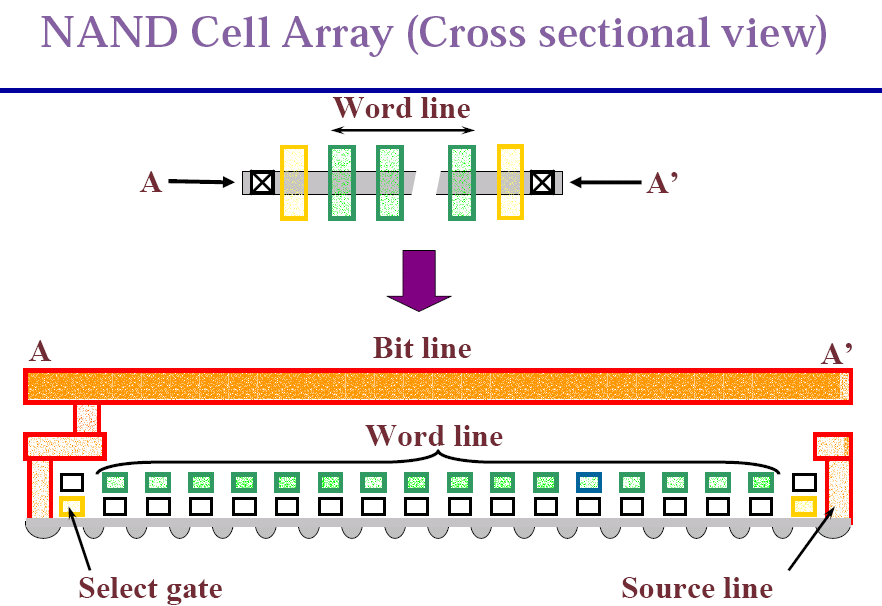 NAND Cell Array (Cross sectional view)
Word line
A
A’
A
Bit line
A’
Word line
Select gate
Source line